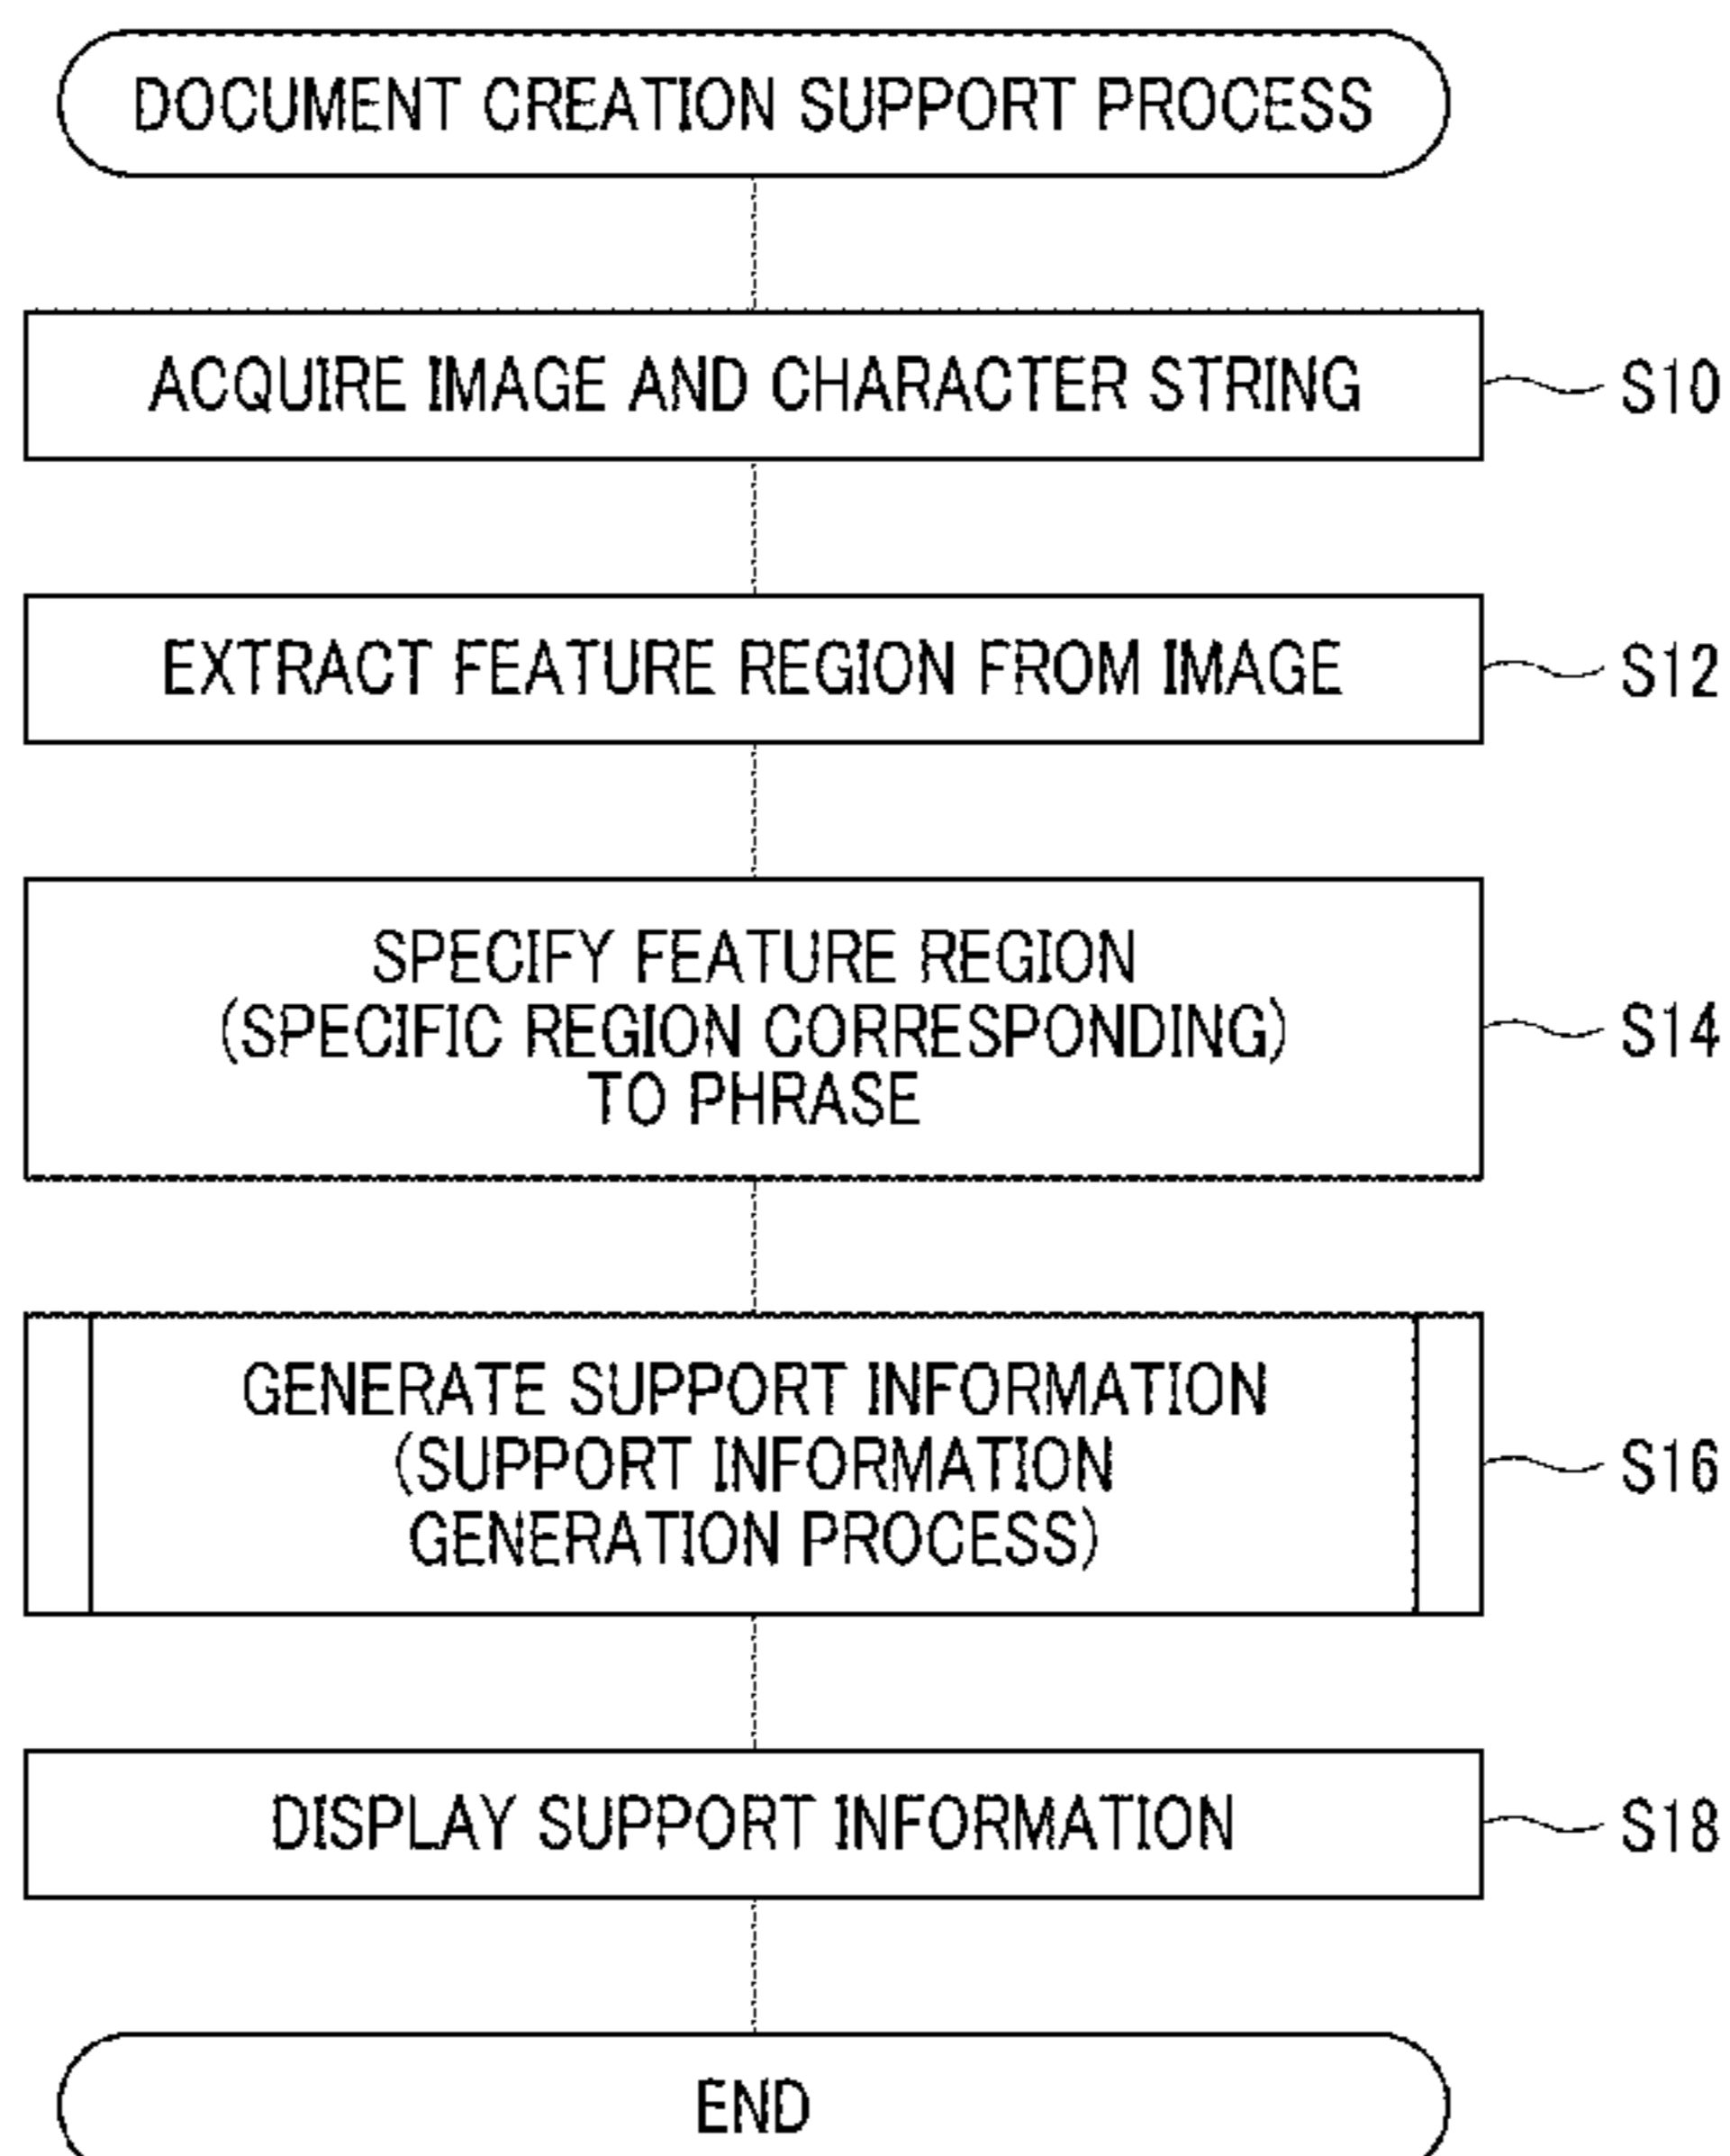 DOCUMENT CREATION SUPPORT PROCESS
ACQUIRE IMAGE AND CHARACTER STRING
S10
EXTRACT FEATURE REGION FROM IMAGE
S12
SPECIFY FEATURE REGION
(SPECIFIC REGION CORRESPONDING)
TO PHRASE
S14
GENERATE SUPPORT INFORMATION
(SUPPORT INFORMATION
GENERATION PROCESS)
S16
DISPLAY SUPPORT INFORMATION
S18
END